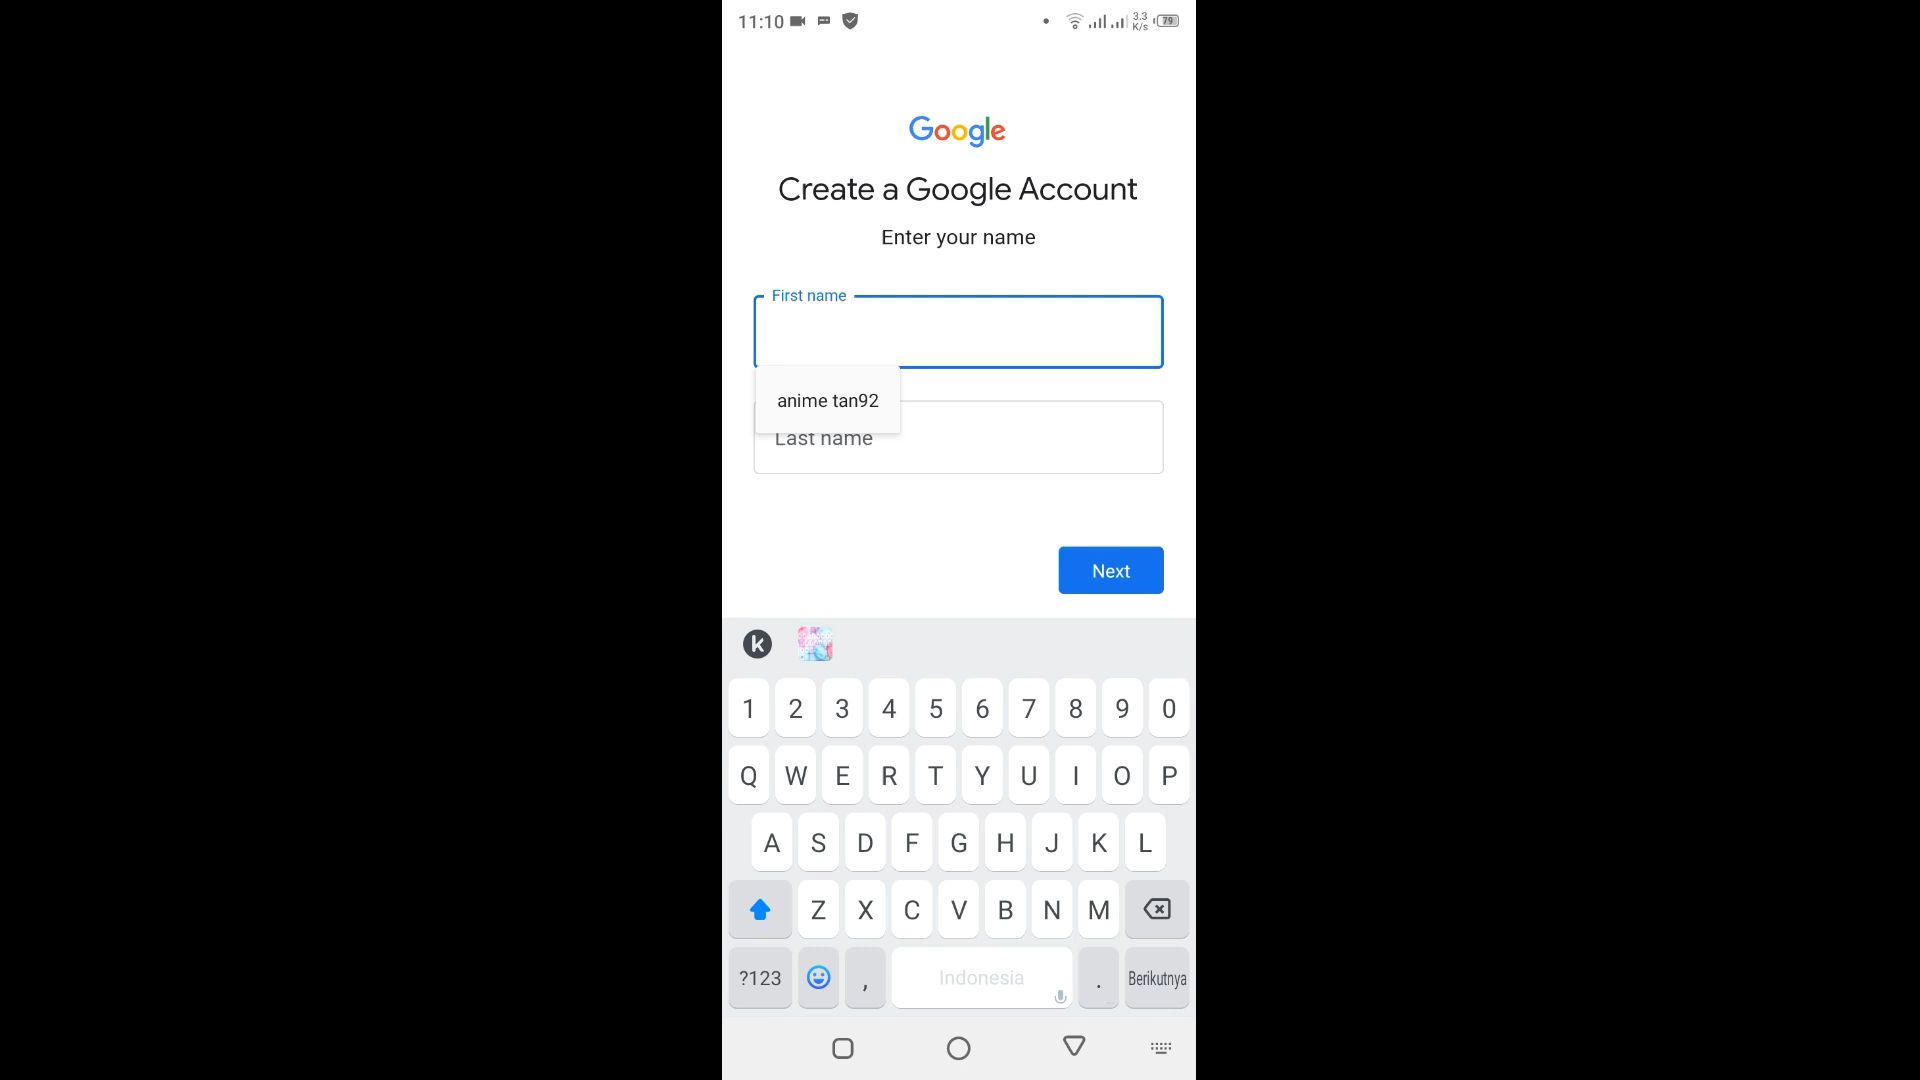 11:10
3.3
K/s
79
Google
Create a Google Account
Enter your name
First name
anime tan92
Last name
Next
k
1 2 3 4 5 6 7 8 9 0
Q W E R T Y U I O P
A S D F G H J K L
Z X C V B N M
?123 , Indonesia . Berikutnya